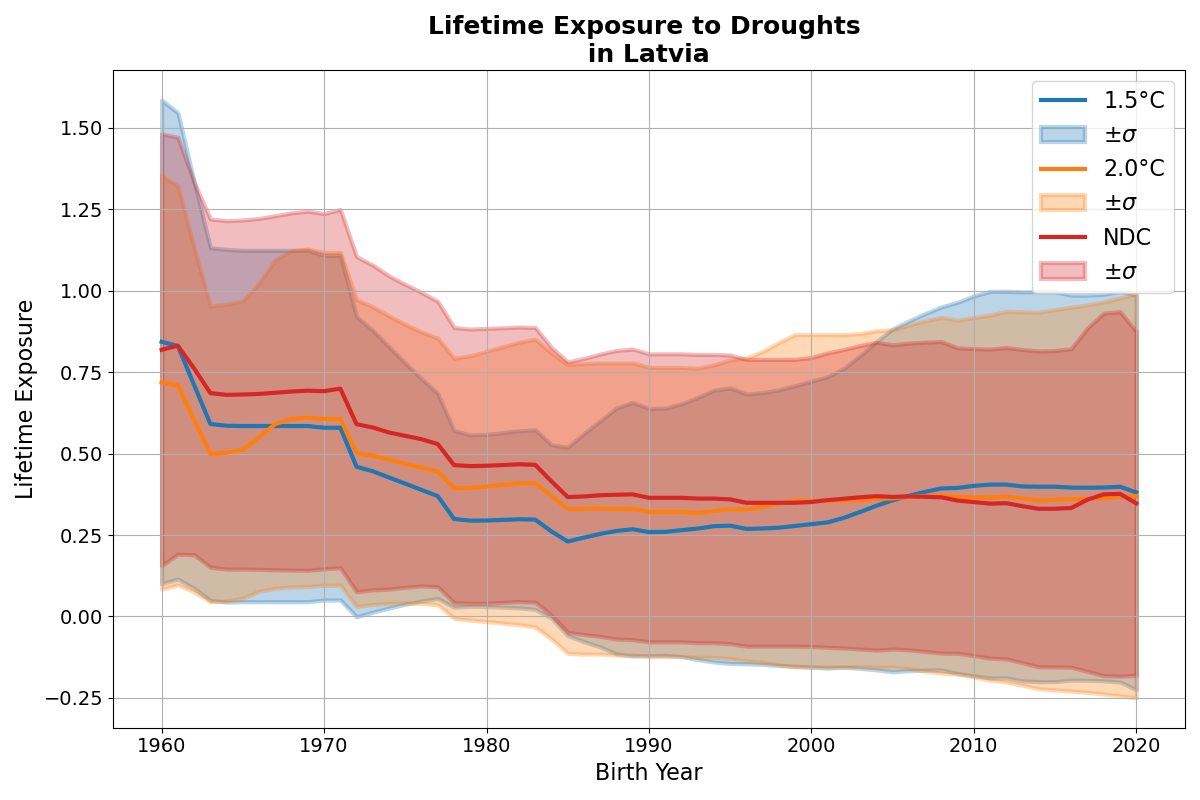 Lifetime Exposure to Droughts
in Latvia
1.50
1.25
1.00
0.75
0.50
0.25
0.00
−0.25
Lifetime Exposure
1.5°C
±σ
2.0°C
±σ
NDC
±σ
1960
1970
1980
1990
2000
2010
2020
Birth Year